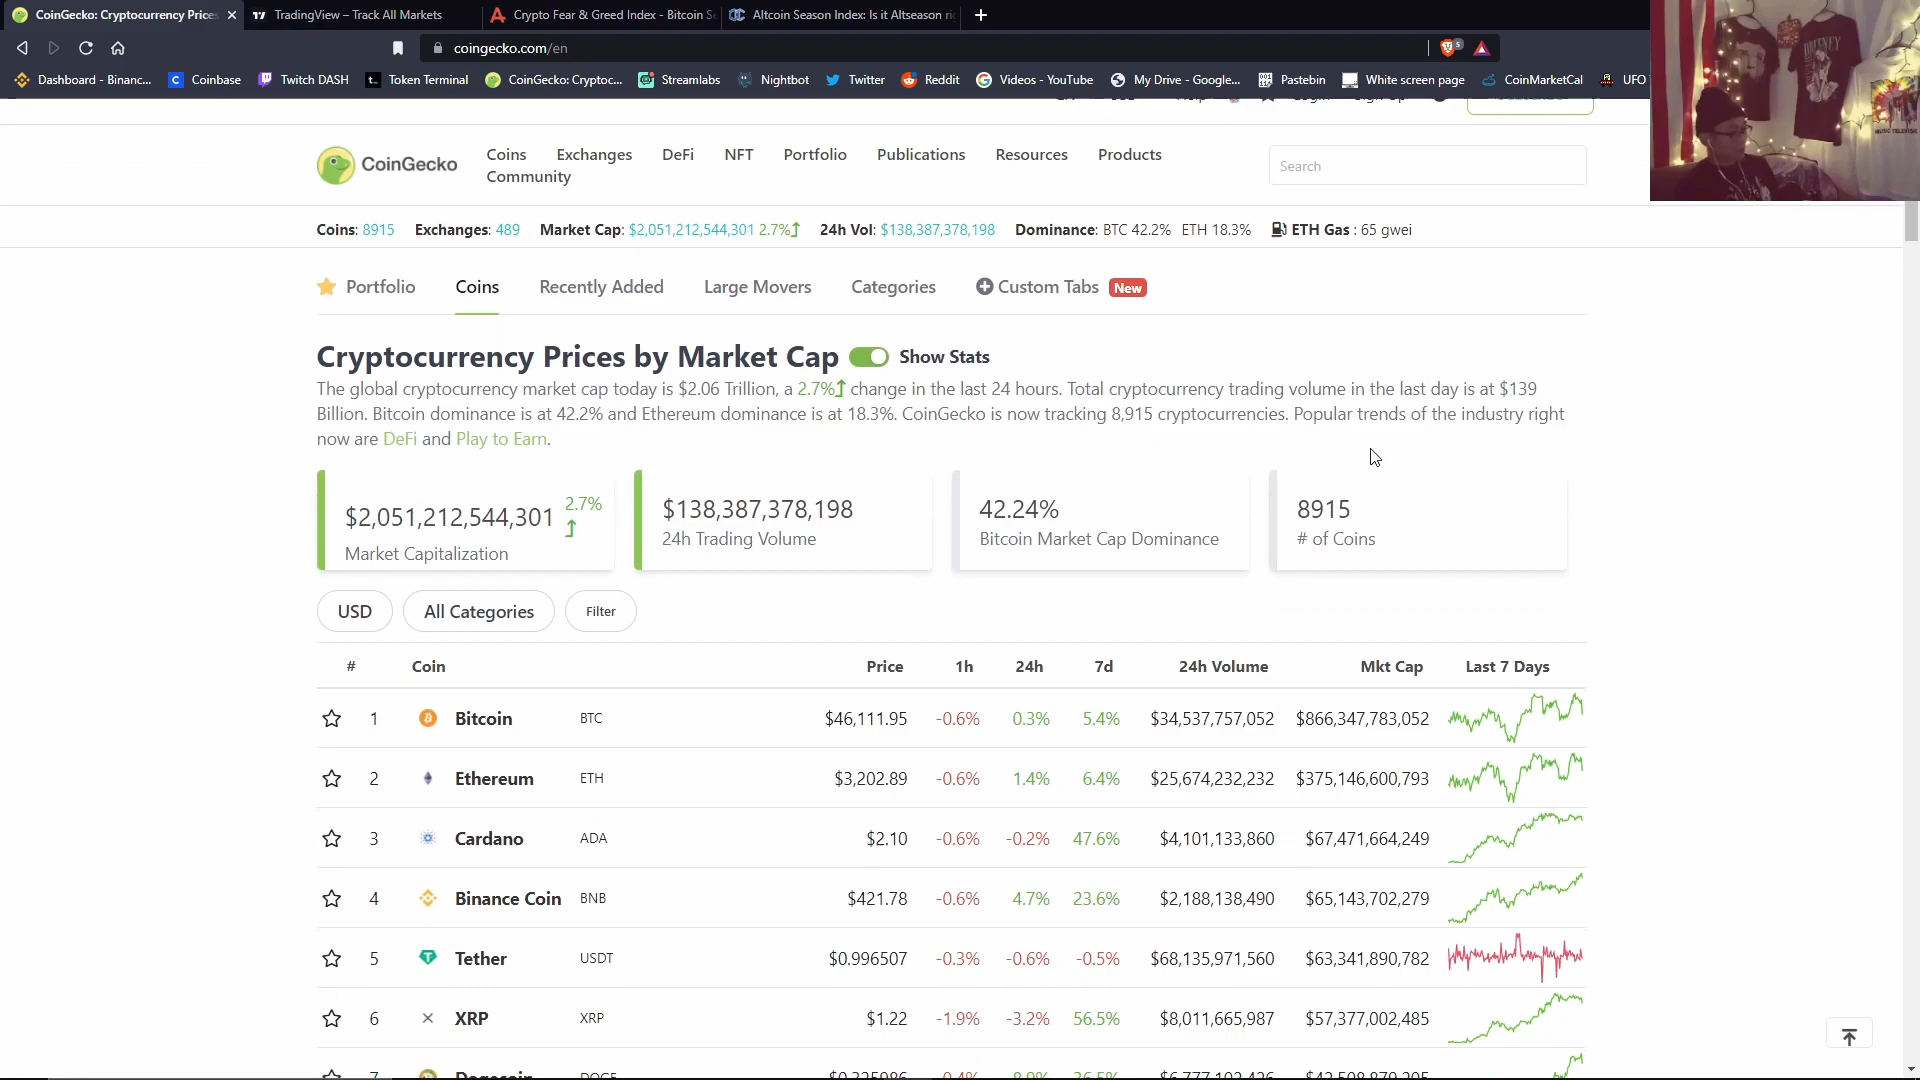 CoinGecko: Cryptocurrency Prices
TradingView – Track All Markets
Crypto Fear & Greed Index - Bitcoin S
Altcoin Season Index: Is it Altseason ri
coingecko.com/en
5
Dashboard - Binanc...
Coinbase
Twitch DASH
Token Terminal
CoinGecko: Cryptoc...
Streamlabs
Nightbot
Twitter
Reddit
Videos - YouTube
My Drive - Google...
Pastebin
White screen page
CoinMarketCal
UFO
CoinGecko
Coins Exchanges DeFi NFT Portfolio Publications Resources Products
Community
Search
Coins: 8915 Exchanges: 489 Market Cap: $2,051,212,544,301 2.7% 24h Vol: $138,387,378,198 Dominance: BTC 42.2% ETH 18.3% ETH Gas : 65 gwei
Portfolio Coins Recently Added Large Movers Categories Custom Tabs New
Cryptocurrency Prices by Market Cap Show Stats
The global cryptocurrency market cap today is $2.06 Trillion, a 2.7% change in the last 24 hours. Total cryptocurrency trading volume in the last day is at $139
Billion. Bitcoin dominance is at 42.2% and Ethereum dominance is at 18.3%. CoinGecko is now tracking 8,915 cryptocurrencies. Popular trends of the industry right
now are DeFi and Play to Earn.
$2,051,212,544,301 2.7%
Market Capitalization
$138,387,378,198
24h Trading Volume
42.24%
Bitcoin Market Cap Dominance
8915
# of Coins
USD All Categories Filter
# Coin Price 1h 24h 7d 24h Volume Mkt Cap Last 7 Days
1 Bitcoin BTC $46,111.95 -0.6% 0.3% 5.4% $34,537,757,052 $866,347,783,052
2 Ethereum ETH $3,202.89 -0.6% 1.4% 6.4% $25,674,232,232 $375,146,600,793
3 Cardano ADA $2.10 -0.6% -0.2% 47.6% $4,101,133,860 $67,471,664,249
4 Binance Coin BNB $421.78 -0.6% 4.7% 23.6% $2,188,138,490 $65,143,702,279
5 Tether USDT $0.996507 -0.3% -0.6% -0.5% $68,135,971,560 $63,341,890,782
6 XRP XRP $1.22 -1.9% -3.2% 56.5% $8,011,665,987 $57,377,002,485
7 Dogecoin DOGE